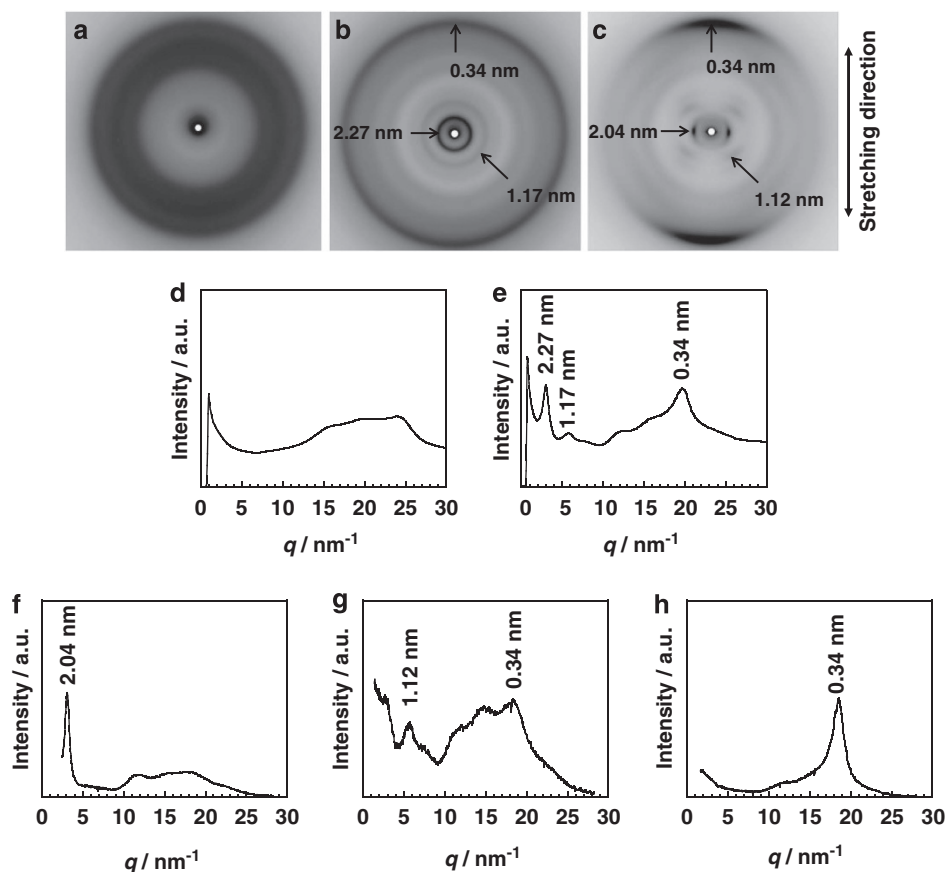 a
b
c
0.34 nm
0.34 nm
2.27 nm
2.04 nm
1.17 nm
1.12 nm
Stretching direction
d
e
Intensity / a.u.
Intensity / a.u.
2.27 nm
1.17 nm
0.34 nm
0 5 10 15 20 25 30
0 5 10 15 20 25 30
q / nm⁻¹
q / nm⁻¹
f
g
h
Intensity / a.u.
Intensity / a.u.
Intensity / a.u.
2.04 nm
1.12 nm
0.34 nm
0.34 nm
0 5 10 15 20 25 30
0 5 10 15 20 25 30
0 5 10 15 20 25 30
q / nm⁻¹
q / nm⁻¹
q / nm⁻¹